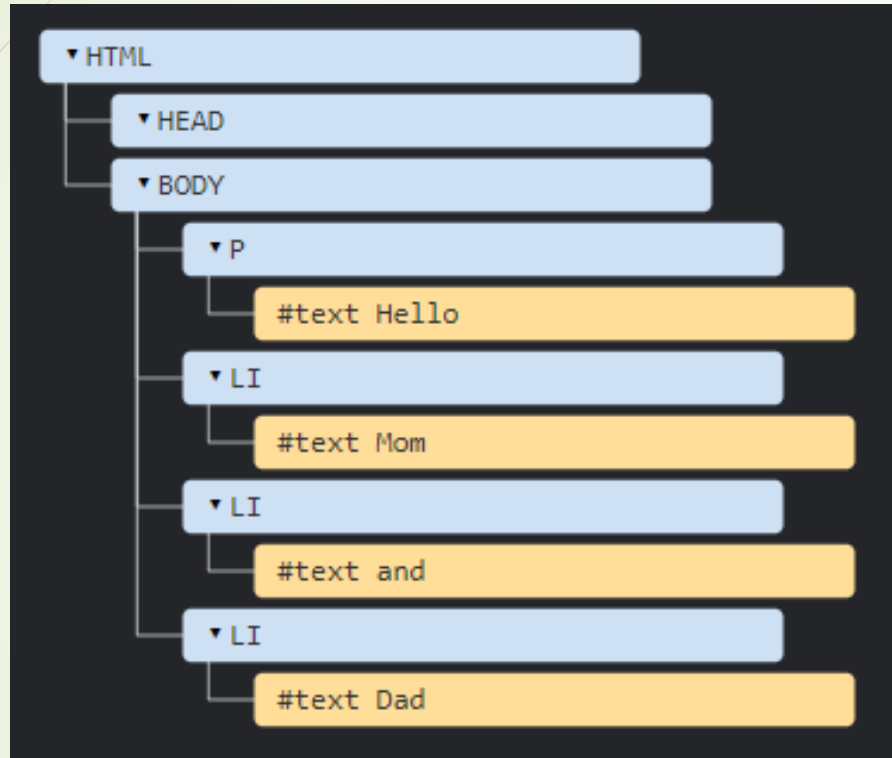 ▾ HTML
▾ HEAD
▾ BODY
▾ P
#text Hello
▾ LI
#text Mom
▾ LI
#text and
▾ LI
#text Dad